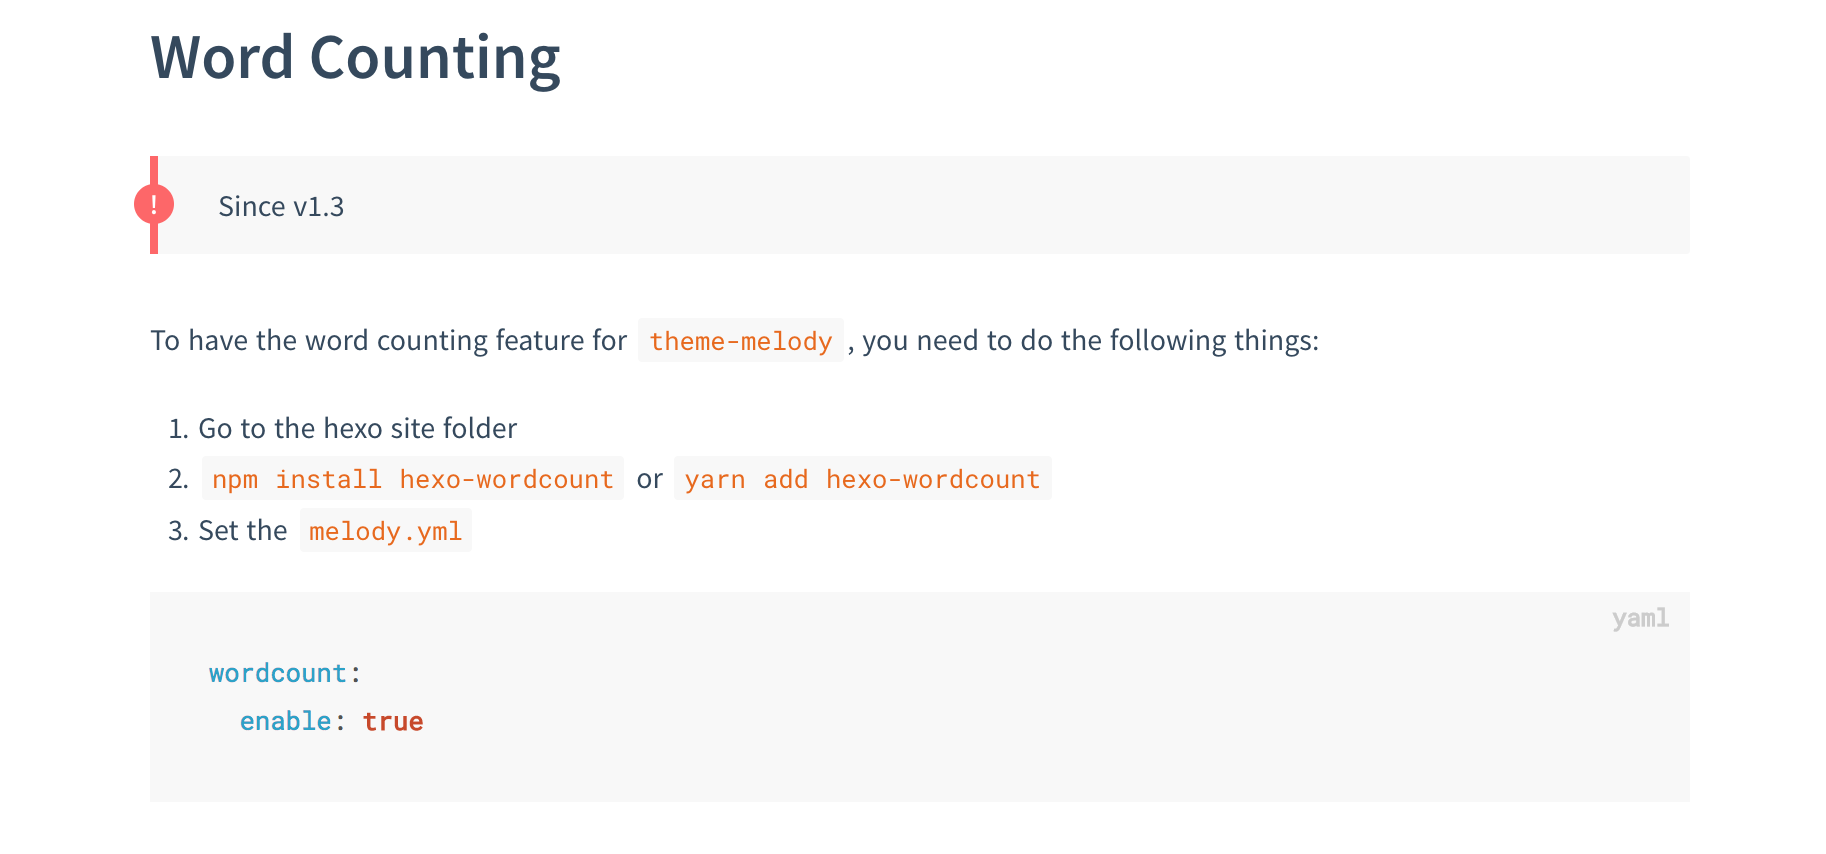 Word Counting
!
Since v1.3
To have the word counting feature for theme-melody, you need to do the following things:
1. Go to the hexo site folder
2. npm install hexo-wordcount or yarn add hexo-wordcount
3. Set the melody.yml
yaml
wordcount:
  enable: true